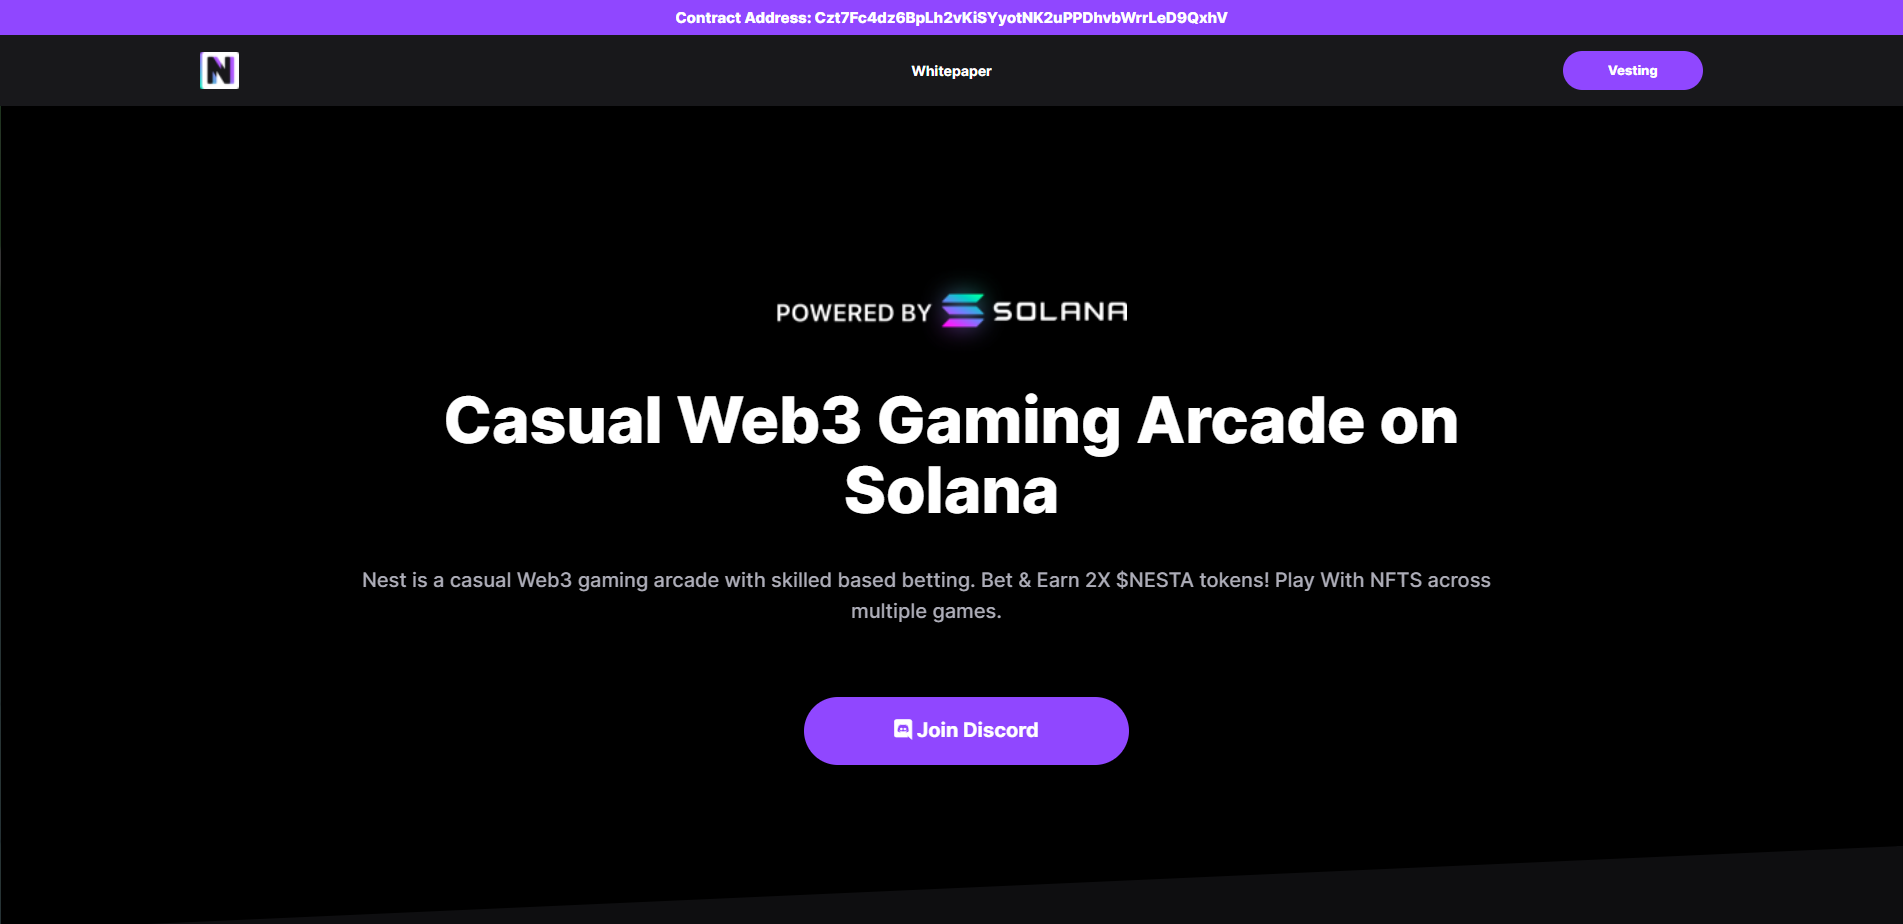 Contract Address: Czt7Fc4dz6BpLh2vKiSYyotNK2uPPDhvbWrrLeD9QxhV
N
Whitepaper
Vesting
POWERED BY SOLANA
Casual Web3 Gaming Arcade on
Solana
Nest is a casual Web3 gaming arcade with skilled based betting. Bet & Earn 2X $NESTA tokens! Play With NFTS across
multiple games.
Join Discord